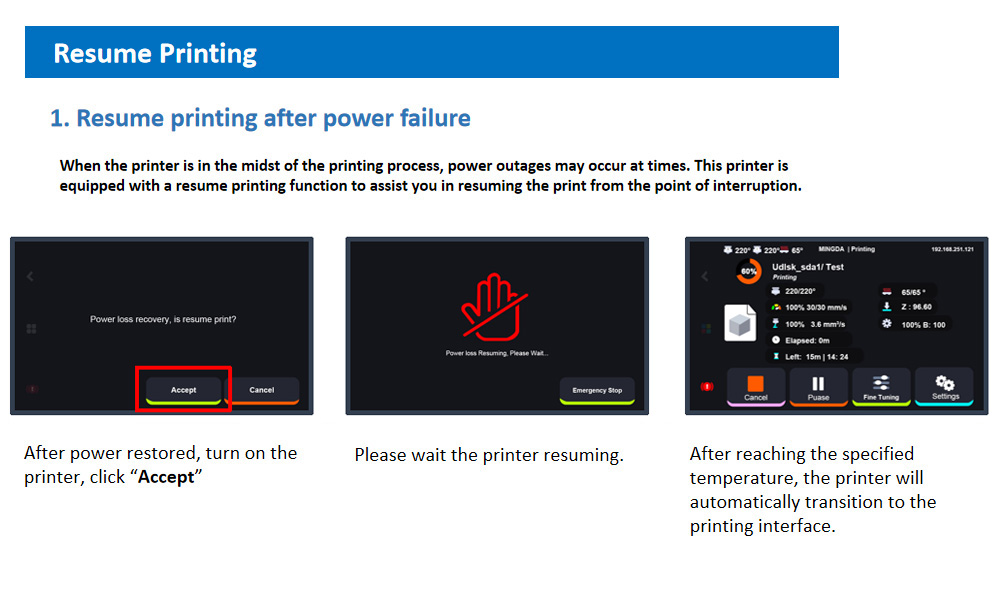 Resume Printing
1. Resume printing after power failure
When the printer is in the midst of the printing process, power outages may occur at times. This printer is
equipped with a resume printing function to assist you in resuming the print from the point of interruption.
Power loss recovery, is resume print?
Accept
Cancel
After power restored, turn on the
printer, click “Accept”
Power loss Resuming, Please Wait...
Emergency Stop
Please wait the printer resuming.
220° 220° 65° MINGDA | Printing 192.168.251.121
60%
Udisk_sda1/ Test
Printing
220/220° 65/65 °
100% 30/30 mm/s Z : 96.60
100% 3.6 mm³/s 100% B: 100
Elapsed: 0m
Left: 15m | 14: 24
Cancel Puase Fine Tuning Settings
After reaching the specified
temperature, the printer will
automatically transition to the
printing interface.